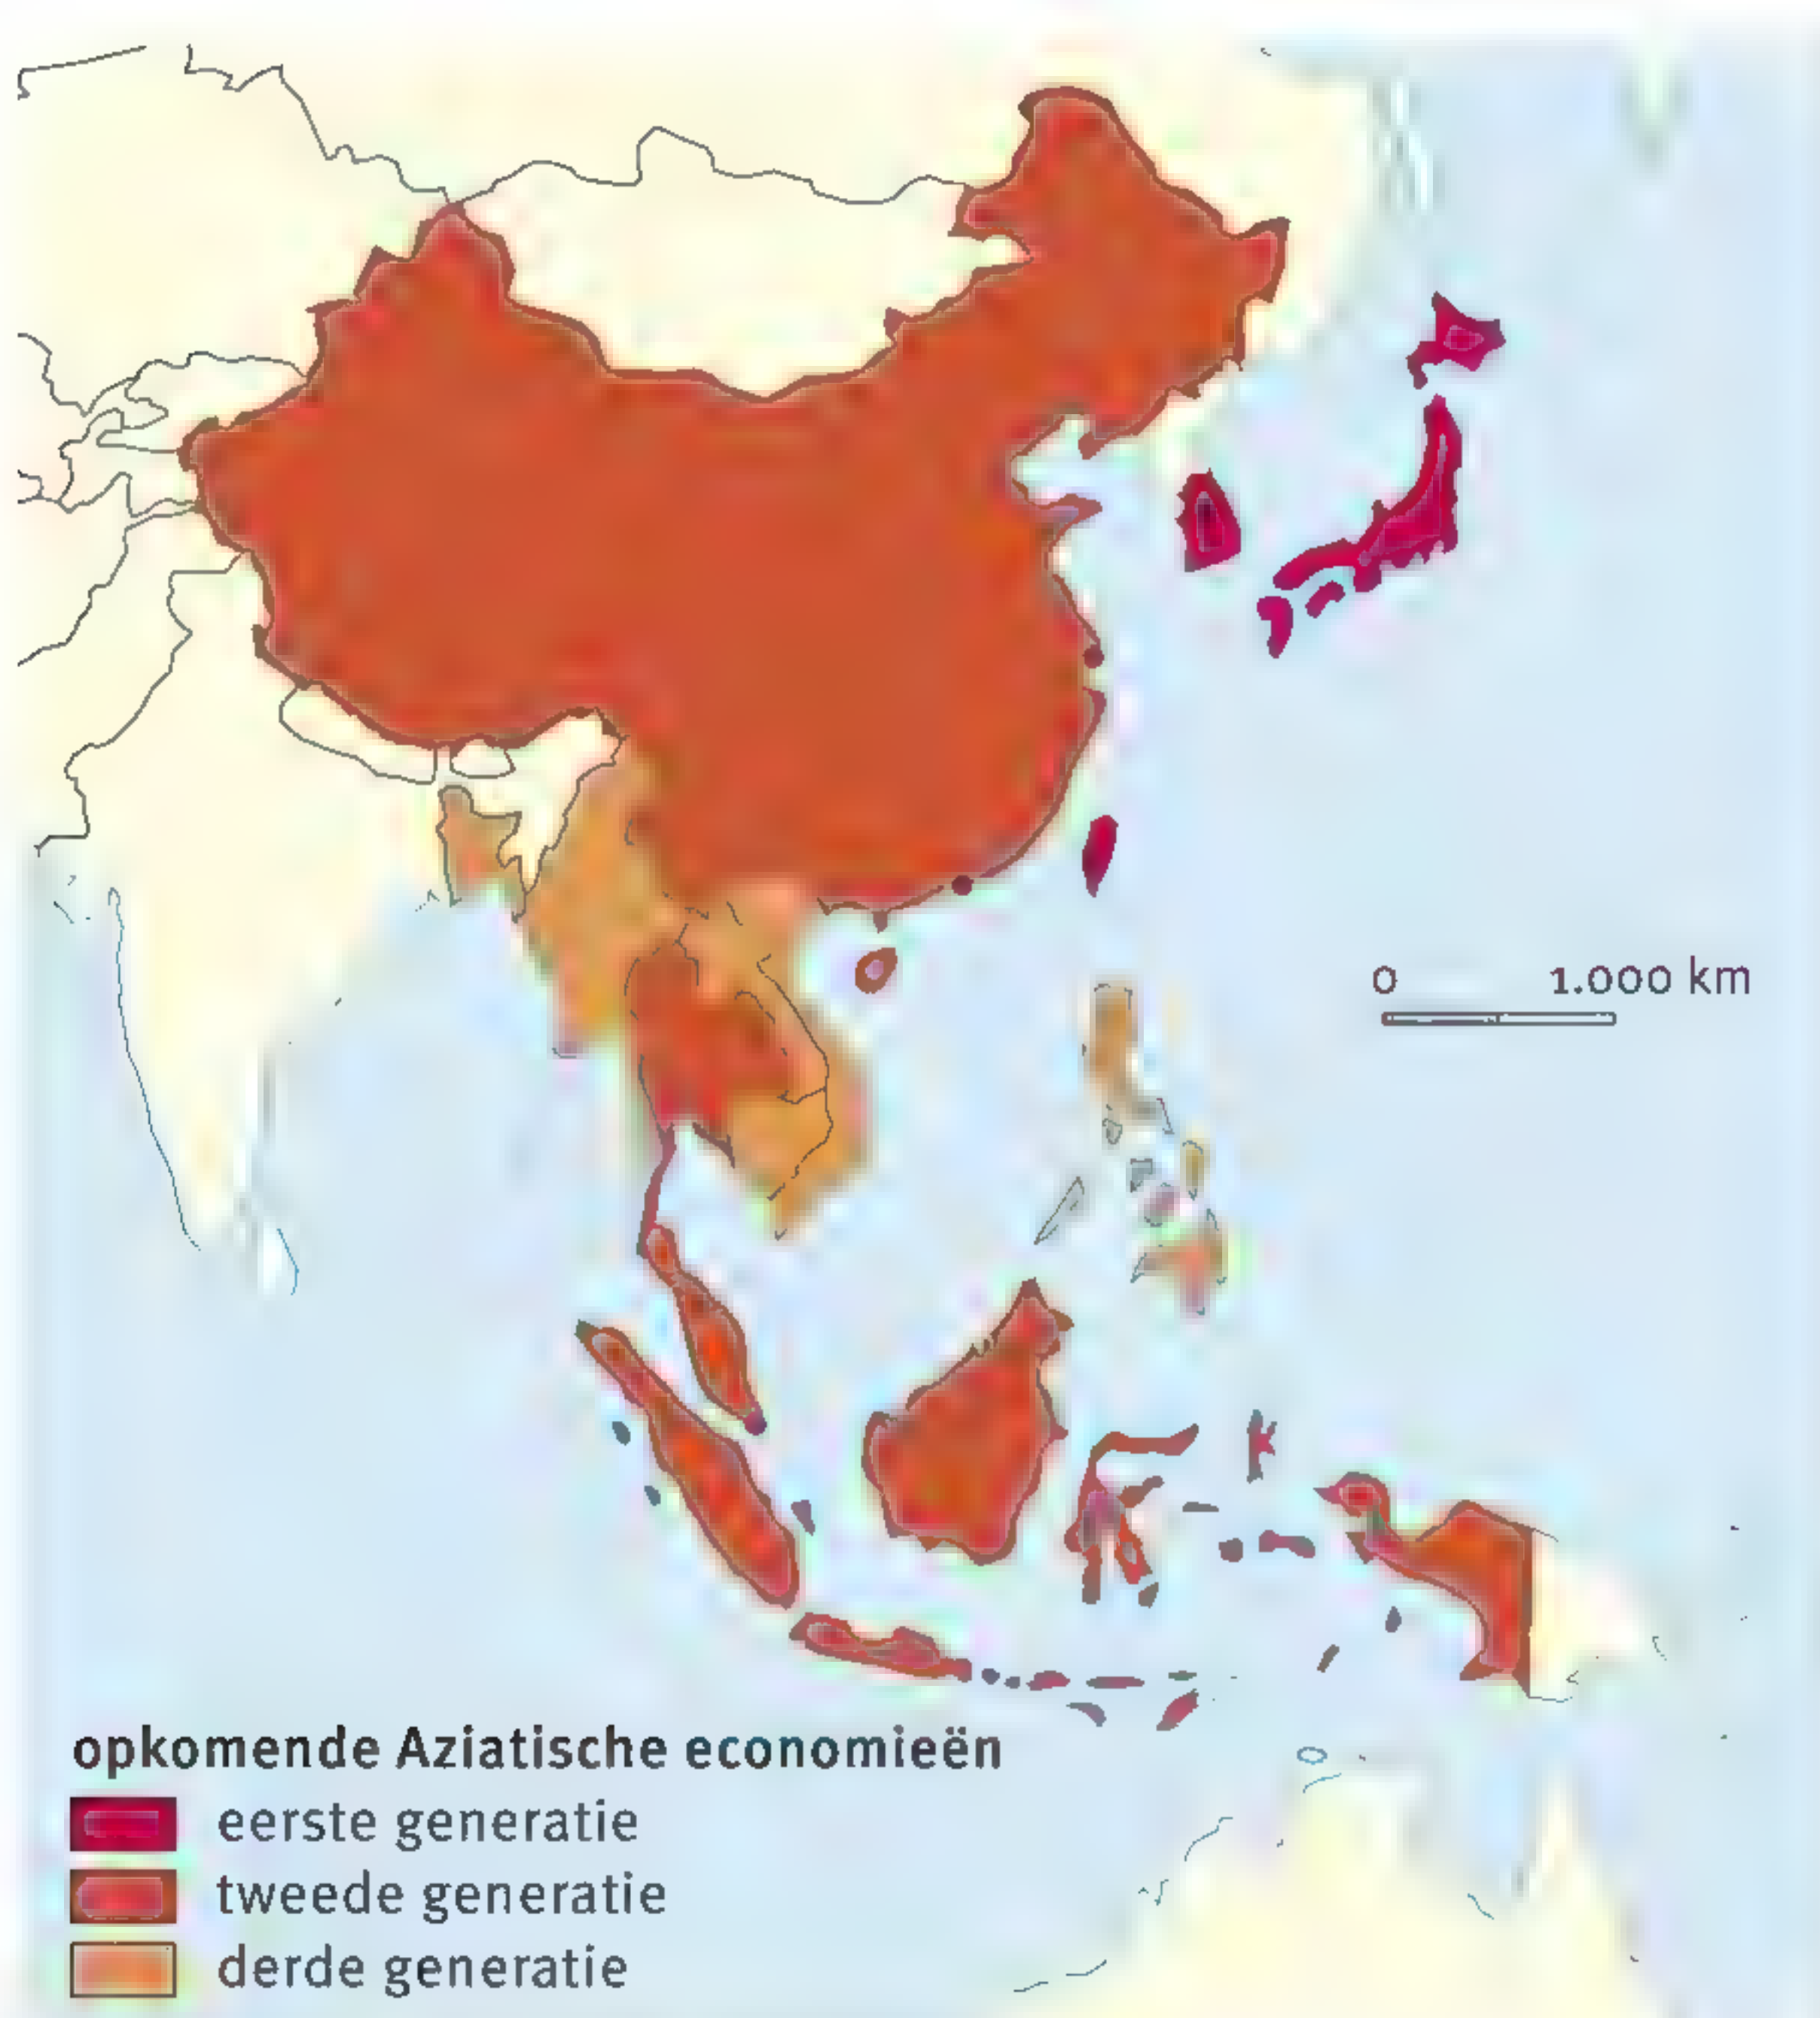 0 1.000 km
opkomende Aziatische economieën
eerste generatie
tweede generatie
derde generatie